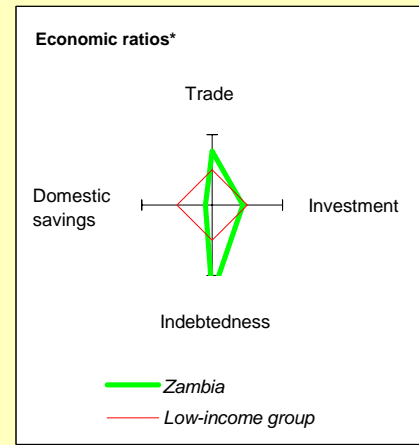 Economic ratios*
Trade
Domestic
savings
Investment
Indebtedness
Zambia
Low-income group